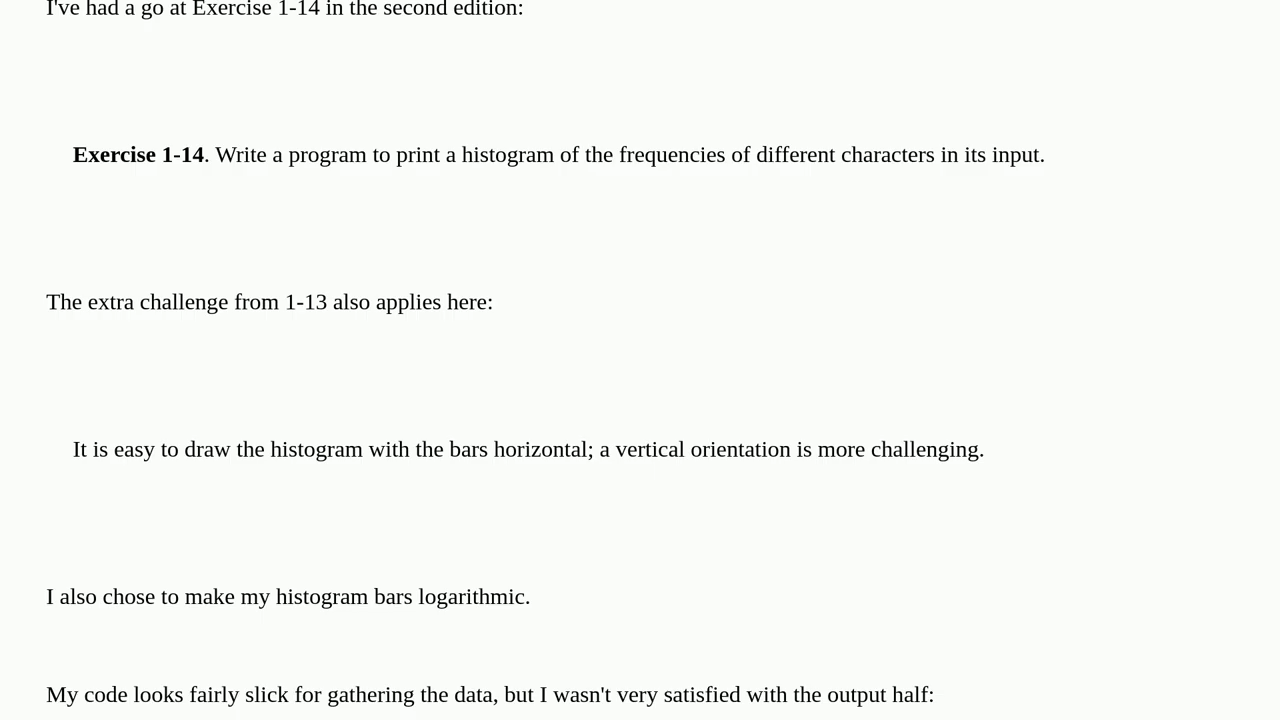 I've had a go at Exercise 1-14 in the second edition:
Exercise 1-14. Write a program to print a histogram of the frequencies of different characters in its input.
The extra challenge from 1-13 also applies here:
It is easy to draw the histogram with the bars horizontal; a vertical orientation is more challenging.
I also chose to make my histogram bars logarithmic.
My code looks fairly slick for gathering the data, but I wasn't very satisfied with the output half: